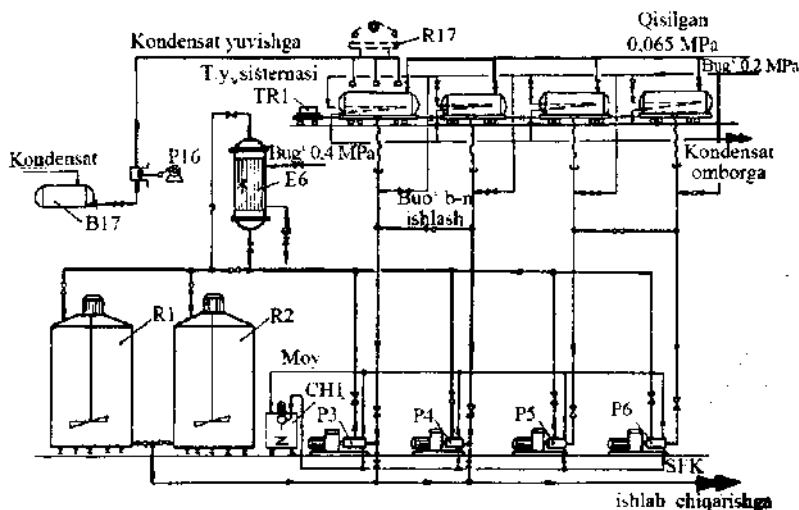 Kondensat yuvishga
R17
Qisilgan
0,065 MPa
Bug' 0.2 MPa
T.y. sisternasi
TR1
Kondensat
P16
B17
Bug' 0.4 MPa
E6
Kondensat
omborga
Bug' b-n
ishlash
R1
R2
Moy
CH1
P3
P4
P5
P6
SFK
ishlab chiqarishga